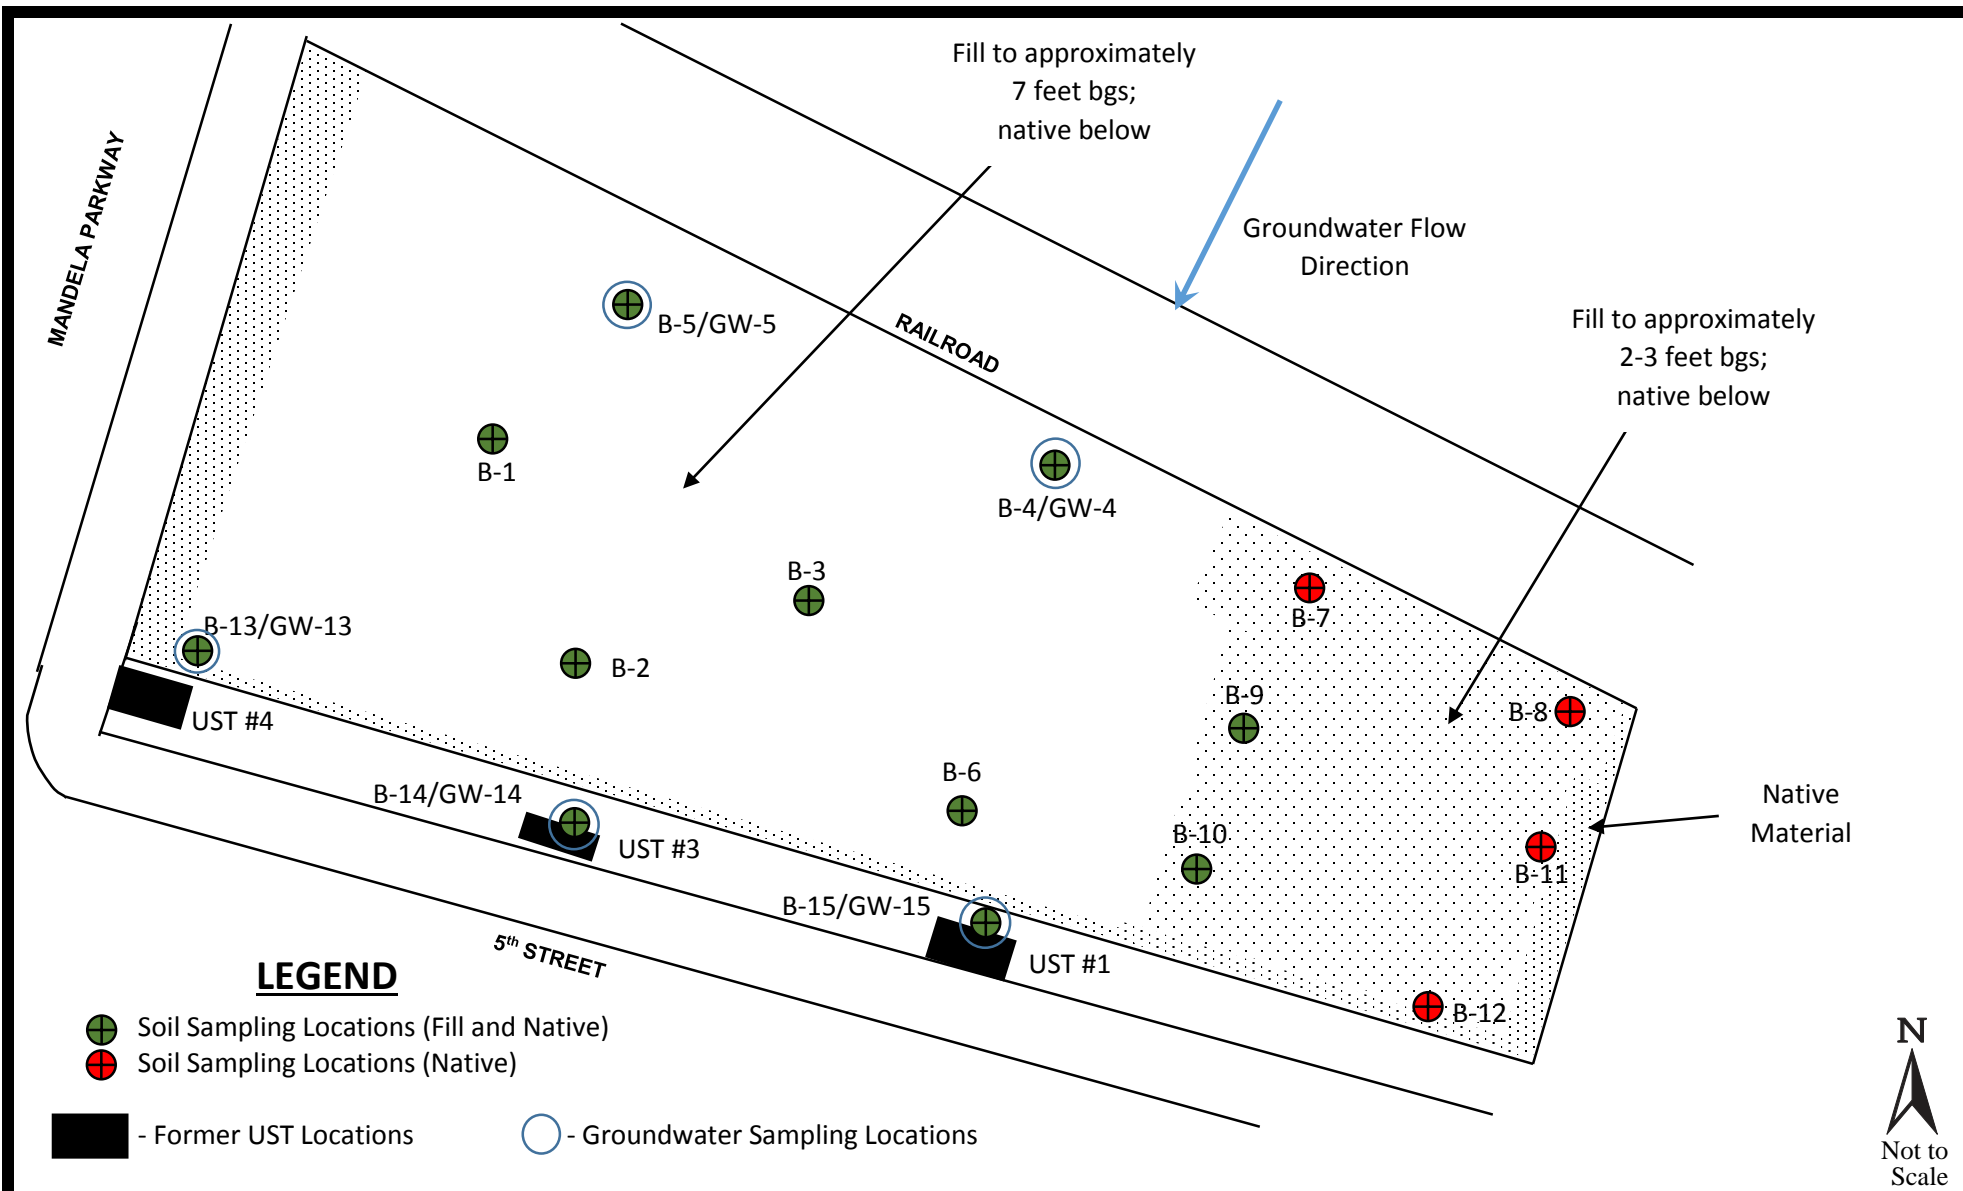 Fill to approximately
7 feet bgs;
native below
MANDELA PARKWAY
Groundwater Flow
Direction
B-5/GW-5
RAILROAD
Fill to approximately
2-3 feet bgs;
native below
B-1
B-4/GW-4
B-3
B-7
B-13/GW-13
B-2
B-9
B-8
UST #4
B-6
B-14/GW-14
Native
Material
UST #3
B-10
B-11
B-15/GW-15
5th STREET
UST #1
B-12
LEGEND
Soil Sampling Locations (Fill and Native)
Soil Sampling Locations (Native)
- Former UST Locations
- Groundwater Sampling Locations
N
Not to
Scale